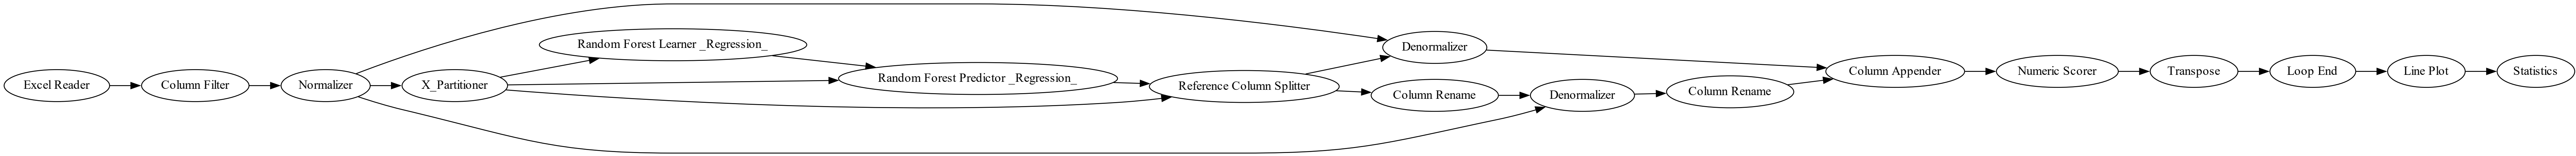 Excel Reader
Column Filter
Normalizer
X_Partitioner
Random Forest Learner _Regression_
Random Forest Predictor _Regression_
Reference Column Splitter
Denormalizer
Column Rename
Denormalizer
Column Rename
Column Appender
Numeric Scorer
Transpose
Loop End
Line Plot
Statistics